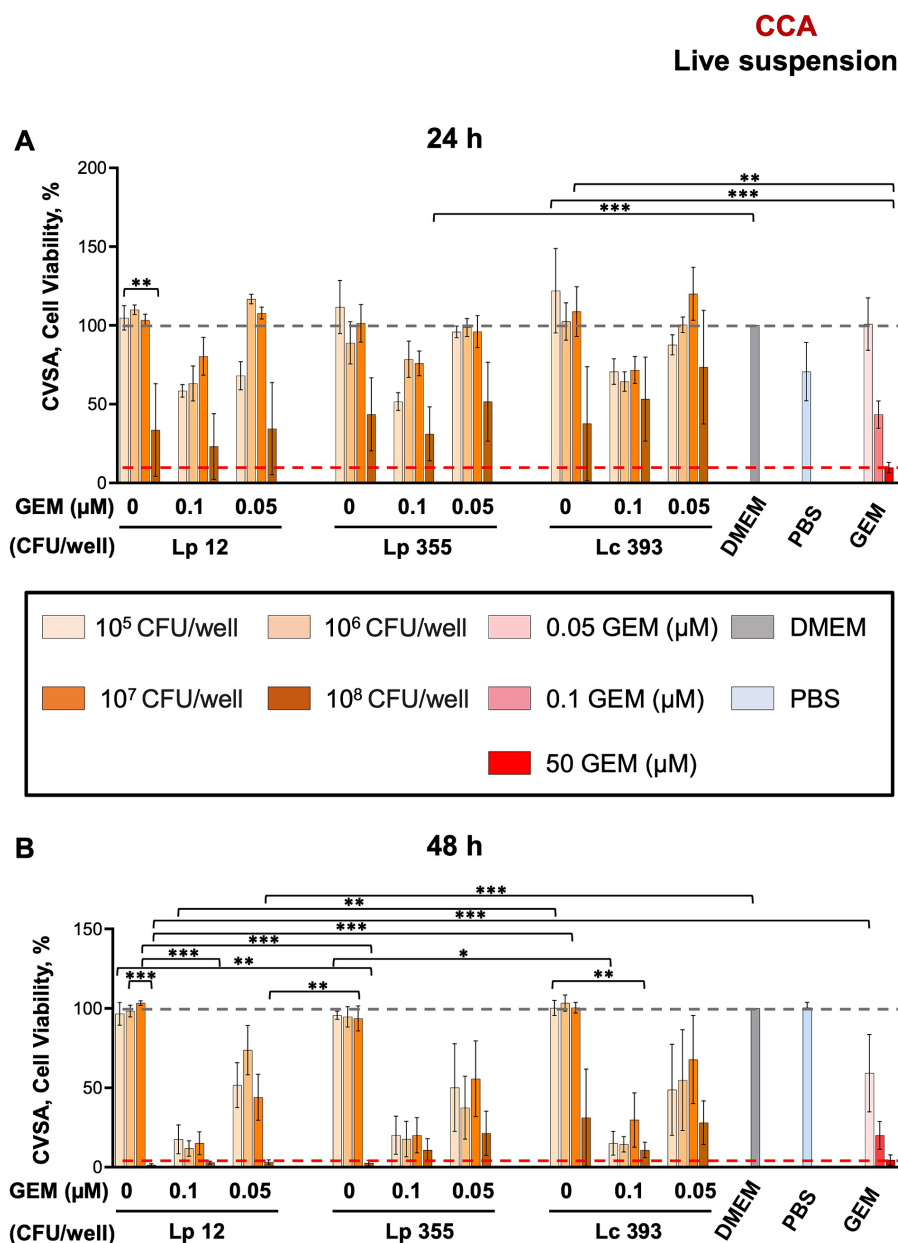 CCA
Live suspension
A
24 h
CVSA, Cell Viability, %
200
150
100
50
0
**
**
***
***
GEM (µM) 0 0.1 0.05 0 0.1 0.05 0 0.1 0.05 DMEM PBS GEM
(CFU/well) Lp 12 Lp 355 Lc 393
10⁵ CFU/well 10⁶ CFU/well 0.05 GEM (µM) DMEM
10⁷ CFU/well 10⁸ CFU/well 0.1 GEM (µM) PBS
50 GEM (µM)
B
48 h
CVSA, Cell Viability, %
150
100
50
0
***
**
***
***
***
*** *
**
*** **
**
GEM (µM) 0 0.1 0.05 0 0.1 0.05 0 0.1 0.05 DMEM PBS GEM
(CFU/well) Lp 12 Lp 355 Lc 393